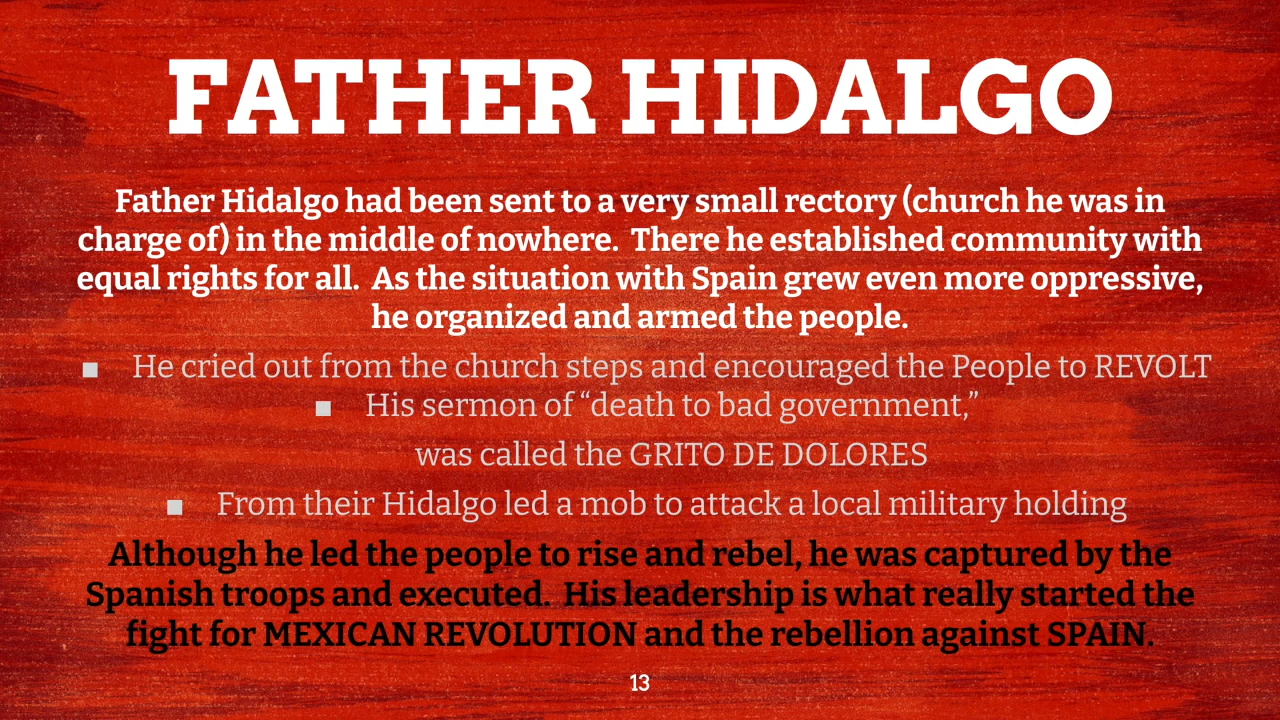 FATHER HIDALGO
Father Hidalgo had been sent to a very small rectory (church he was in
charge of) in the middle of nowhere.  There he established community with
equal rights for all.  As the situation with Spain grew even more oppressive,
he organized and armed the people.
▪ He cried out from the church steps and encouraged the People to REVOLT
▪ His sermon of “death to bad government,”
was called the GRITO DE DOLORES
▪ From their Hidalgo led a mob to attack a local military holding
Although he led the people to rise and rebel, he was captured by the
Spanish troops and executed.  His leadership is what really started the
fight for MEXICAN REVOLUTION and the rebellion against SPAIN.
13